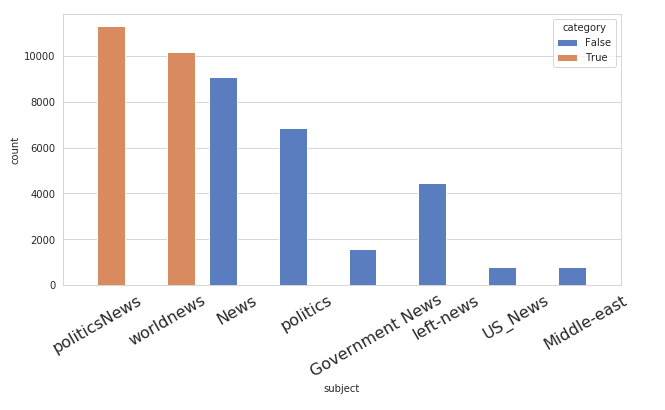 category
False
True
10000
8000
6000
4000
2000
0
count
politicsNews
worldnews
News
politics
Government News
left-news
US_News
Middle-east
subject